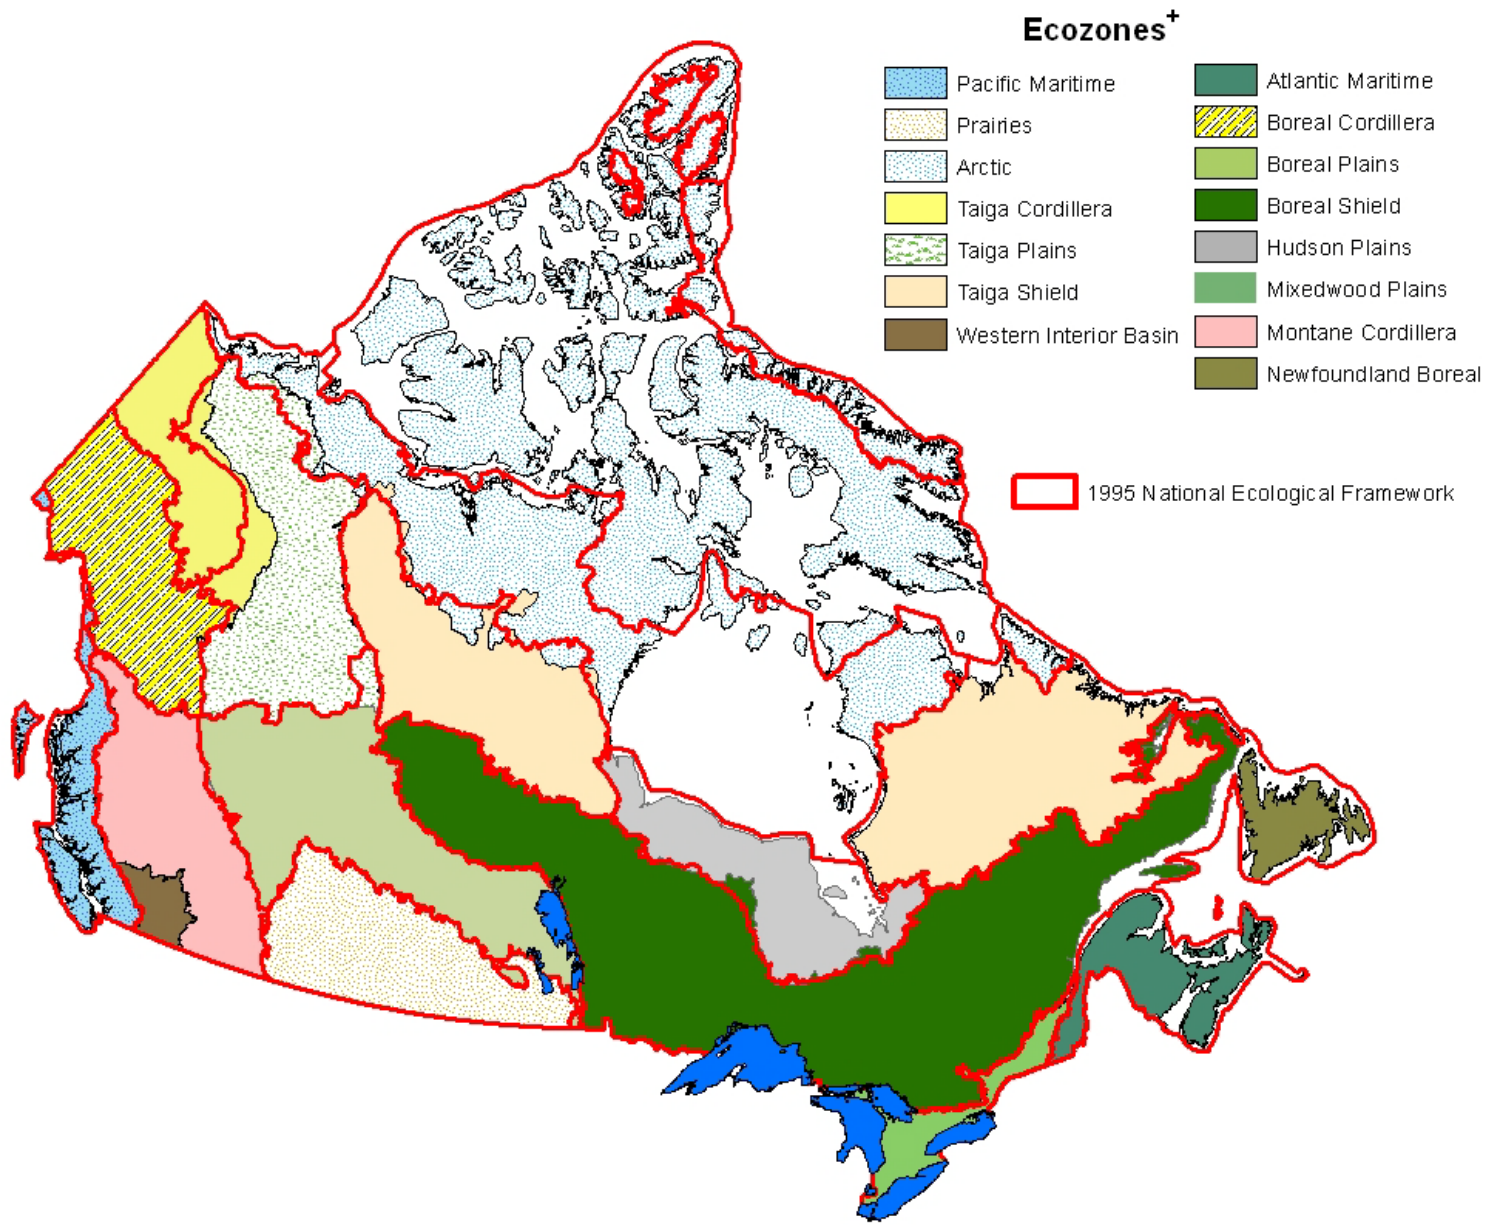 Ecozones+
Pacific Maritime
Prairies
Arctic
Taiga Cordillera
Taiga Plains
Taiga Shield
Western Interior Basin
Atlantic Maritime
Boreal Cordillera
Boreal Plains
Boreal Shield
Hudson Plains
Mixedwood Plains
Montane Cordillera
Newfoundland Boreal
1995 National Ecological Framework